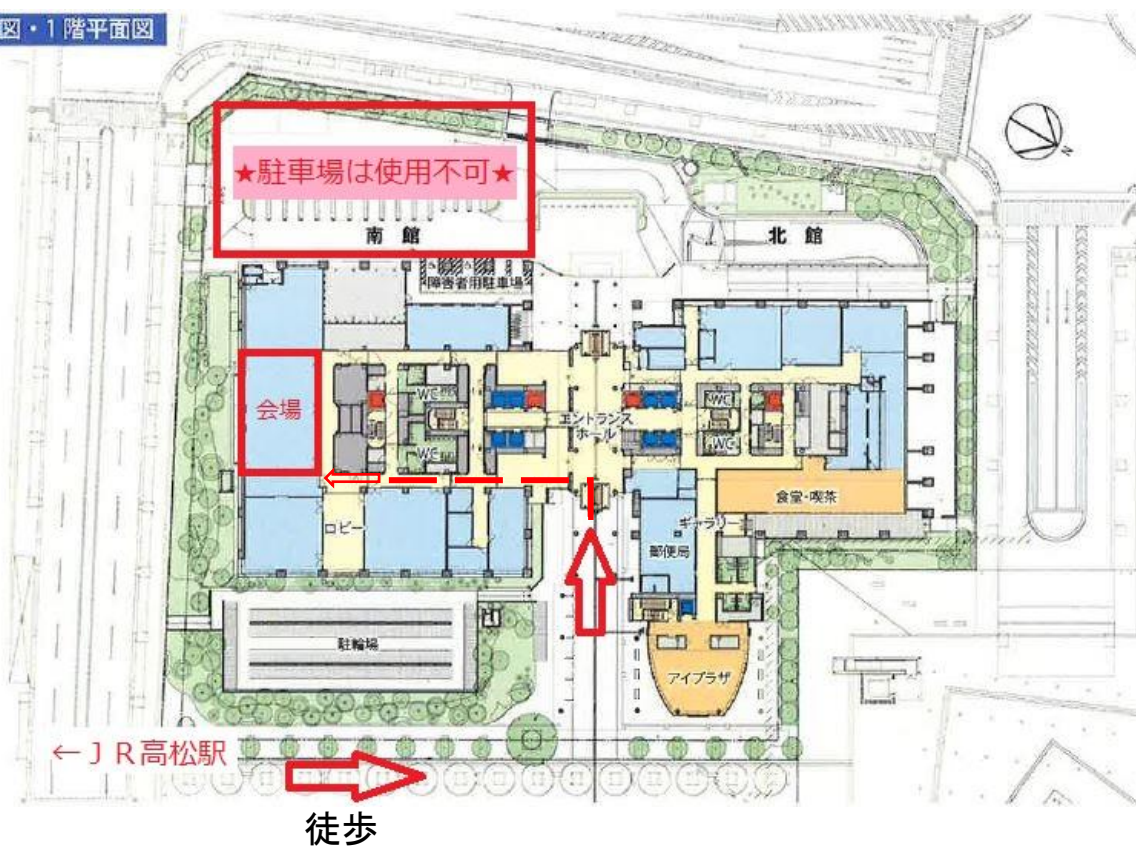 図・1階平面図
★駐車場は使用不可★
N
南館
北館
障害者用駐車場
会場
WC
WC
エントランス
ホール
WC
WC
食堂・喫茶
ロビー
ギャラリー
郵便局
駐輪場
アイプラザ
←ＪＲ高松駅
徒歩